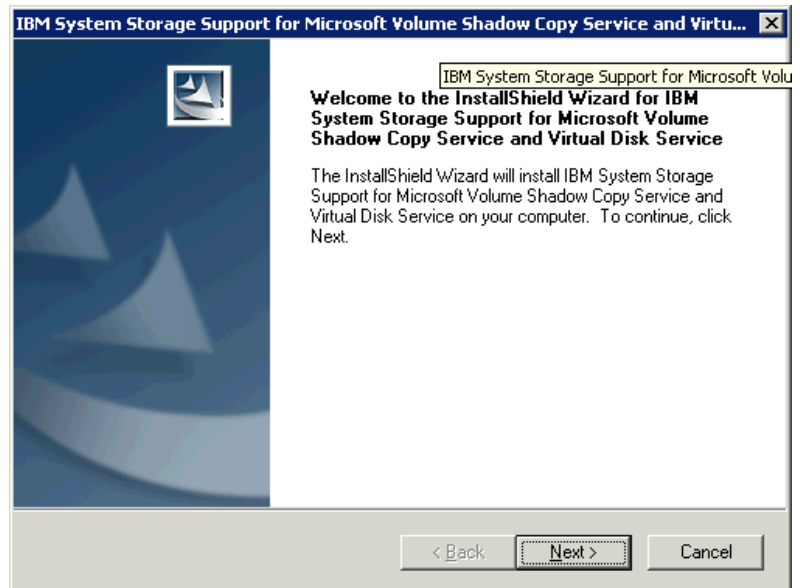 IBM System Storage Support for Microsoft Volume Shadow Copy Service and Virtu...
IBM System Storage Support for Microsoft Volu
Welcome to the InstallShield Wizard for IBM
System Storage Support for Microsoft Volume
Shadow Copy Service and Virtual Disk Service
The InstallShield Wizard will install IBM System Storage
Support for Microsoft Volume Shadow Copy Service and
Virtual Disk Service on your computer. To continue, click
Next.
< Back Next > Cancel